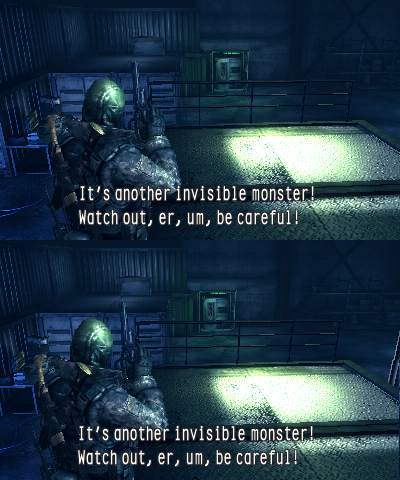 It's another invisible monster!
Watch out, er, um, be careful!
It's another invisible monster!
Watch out, er, um, be careful!